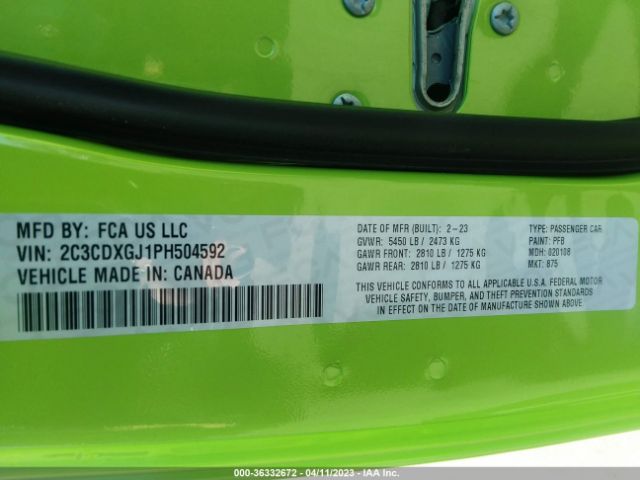 MFD BY: FCA US LLC
VIN: 2C3CDXGJ1PH504592
VEHICLE MADE IN: CANADA
DATE OF MFR (BUILT): 2-23
GVWR: 5450 LB / 2473 KG
GAWR FRONT: 2810 LB / 1275 KG
GAWR REAR: 2810 LB / 1275 KG
TYPE: PASSENGER CAR
PAINT: PFB
MDH: 020108
MKT: 875
THIS VEHICLE CONFORMS TO ALL APPLICABLE U.S.A. FEDERAL MOTOR
VEHICLE SAFETY, BUMPER, AND THEFT PREVENTION STANDARDS
IN EFFECT ON THE DATE OF MANUFACTURE SHOWN ABOVE
000-36332672 - 04/11/2023 - IAA Inc.